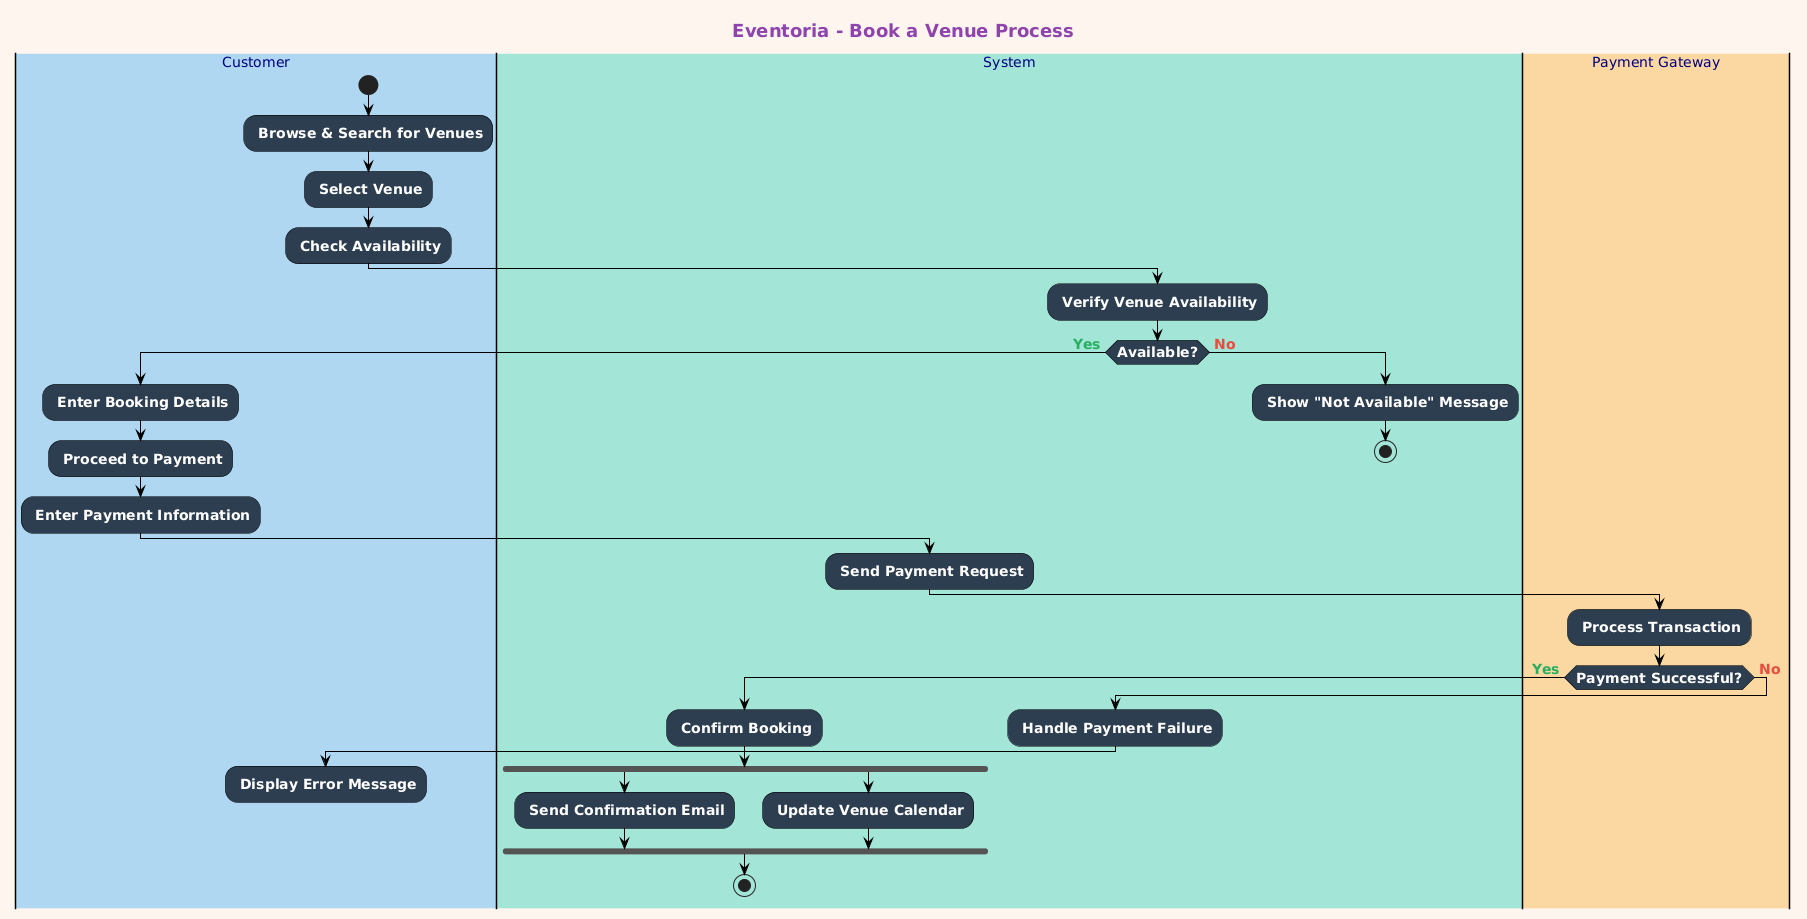 Eventoria - Book a Venue Process
Customer
System
Payment Gateway
Browse & Search for Venues
Select Venue
Check Availability
Verify Venue Availability
Yes
Available?
No
Enter Booking Details
Show "Not Available" Message
Proceed to Payment
Enter Payment Information
Send Payment Request
Process Transaction
Yes
Payment Successful?
No
Confirm Booking
Handle Payment Failure
Display Error Message
Send Confirmation Email
Update Venue Calendar